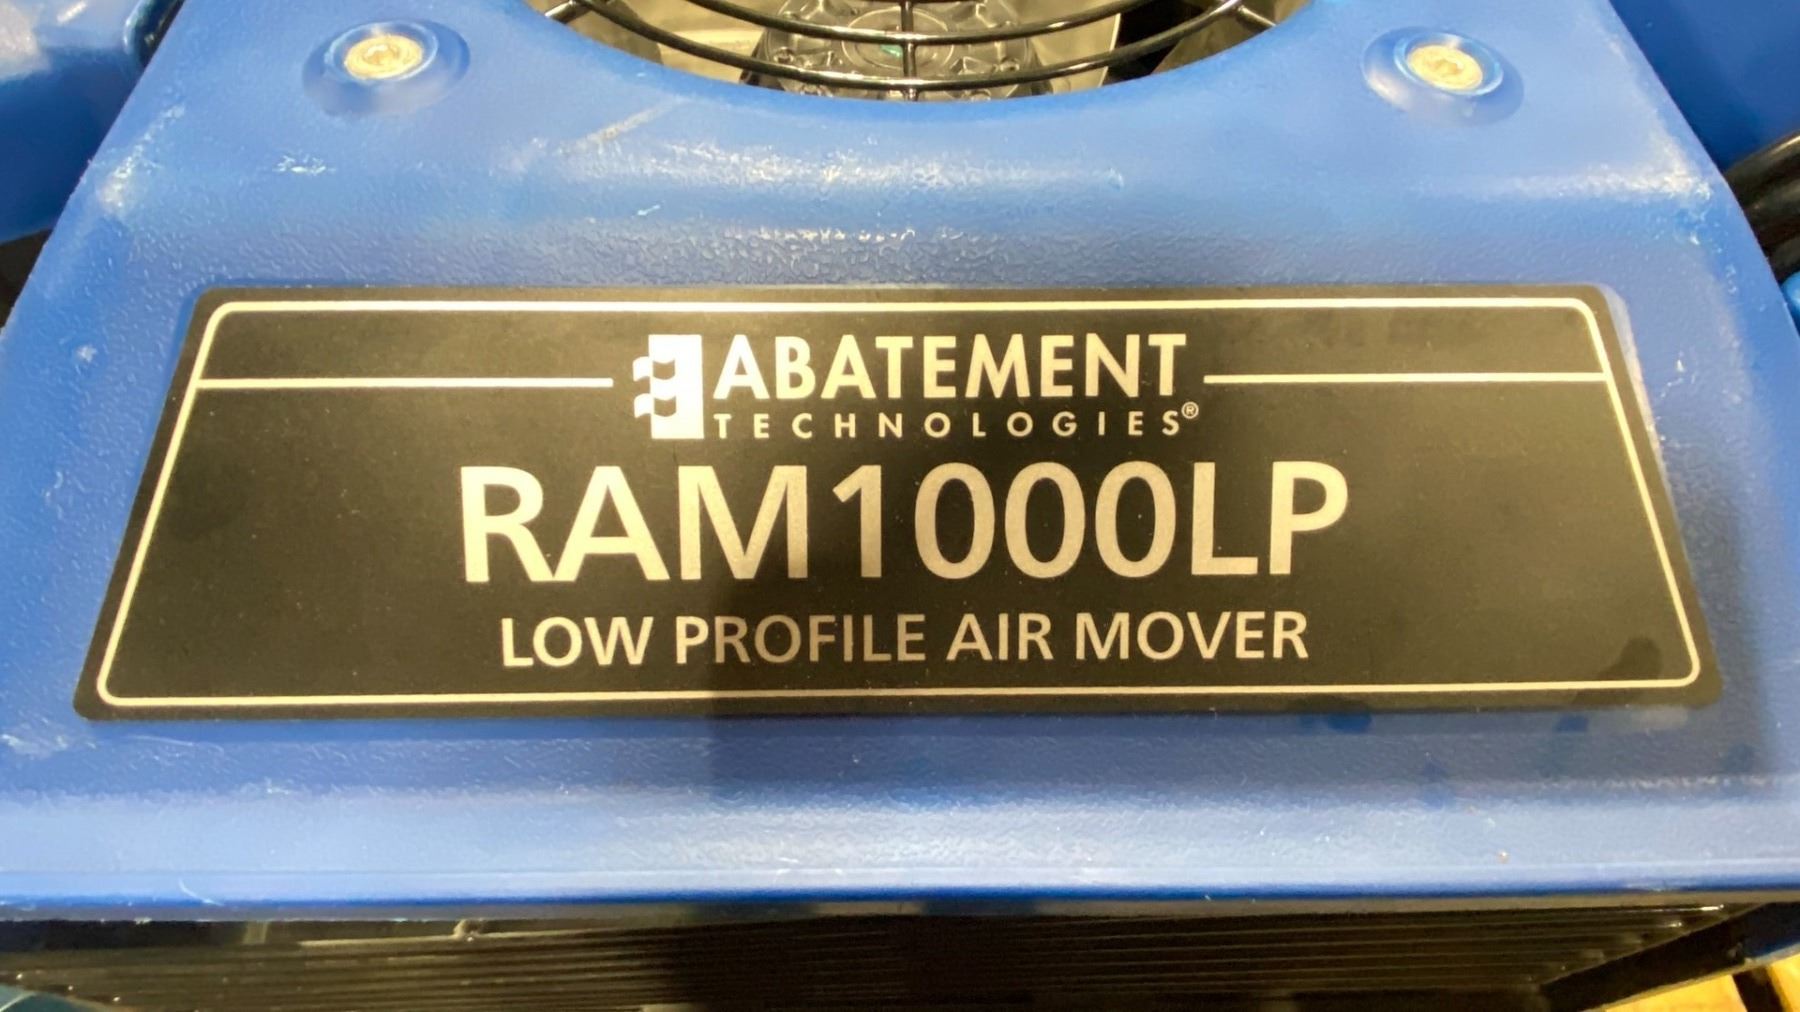 ABATEMENT
TECHNOLOGIES®
RAM1000LP
LOW PROFILE AIR MOVER